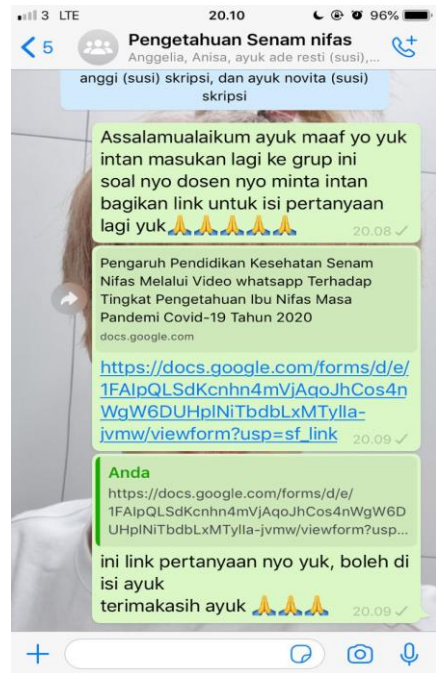 3 LTE 20.10 96%
5 Pengetahuan Senam nifas
Anggelia, Anisa, ayuk ade resti (susi),...
anggi (susi) skripsi, dan ayuk novita (susi)
skripsi
Assalamualaikum ayuk maaf yo yuk
intan masukan lagi ke grup ini
soal nyo dosen nyo minta intan
bagikan link untuk isi pertanyaan
lagi yuk🙏🙏🙏🙏🙏 20.08
Pengaruh Pendidikan Kesehatan Senam
Nifas Melalui Video whatsapp Terhadap
Tingkat Pengetahuan Ibu Nifas Masa
Pandemi Covid-19 Tahun 2020
docs.google.com
https://docs.google.com/forms/d/e/
1FAIpQLSdKcnhn4mVjAqoJhCos4n
WgW6DUHplNiTbdbLxMTylla-
jvmw/viewform?usp=sf_link 20.09
Anda
https://docs.google.com/forms/d/e/
1FAIpQLSdKcnhn4mVjAqoJhCos4nWgW6D
UHplNiTbdbLxMTylla-jvmw/viewform?usp...
ini link pertanyaan nyo yuk, boleh di
isi ayuk
terimakasih ayuk 🙏🙏🙏 20.09